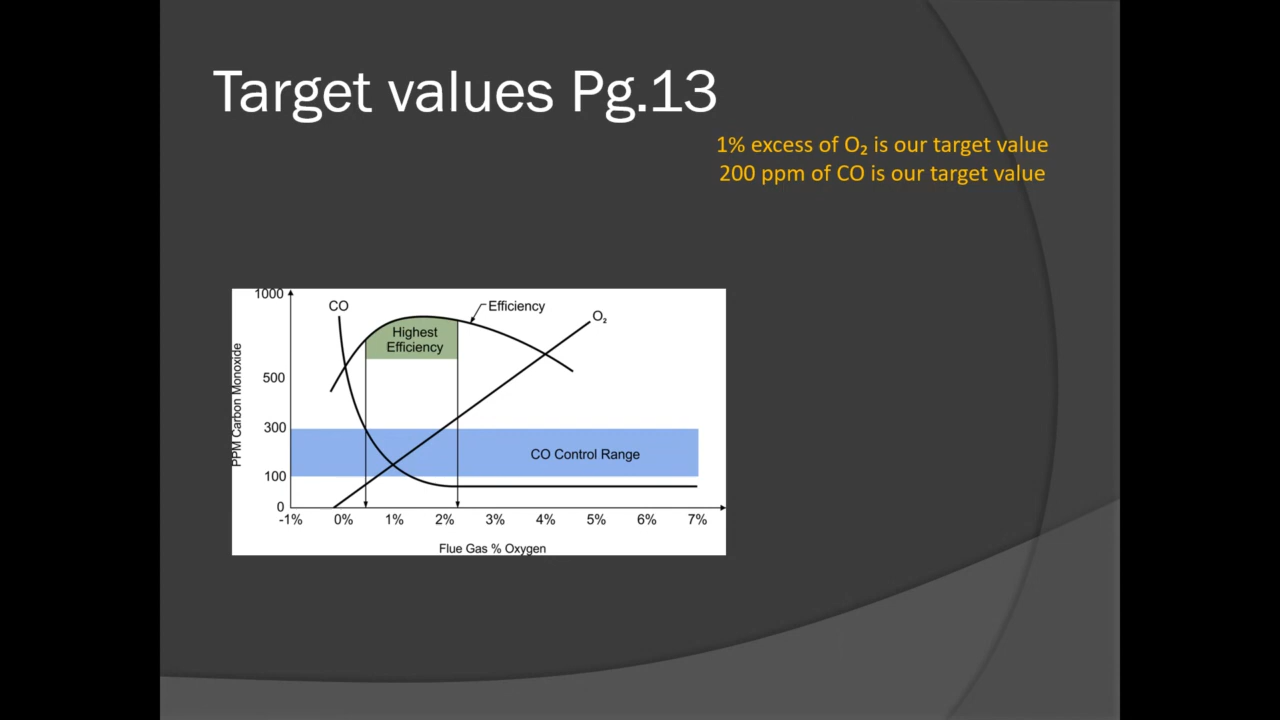 Target values Pg.13
1% excess of O₂ is our target value
200 ppm of CO is our target value
1000
CO
Efficiency
O₂
Highest
Efficiency
PPM Carbon Monoxide
500
300
CO Control Range
100
0
-1% 0% 1% 2% 3% 4% 5% 6% 7%
Flue Gas % Oxygen